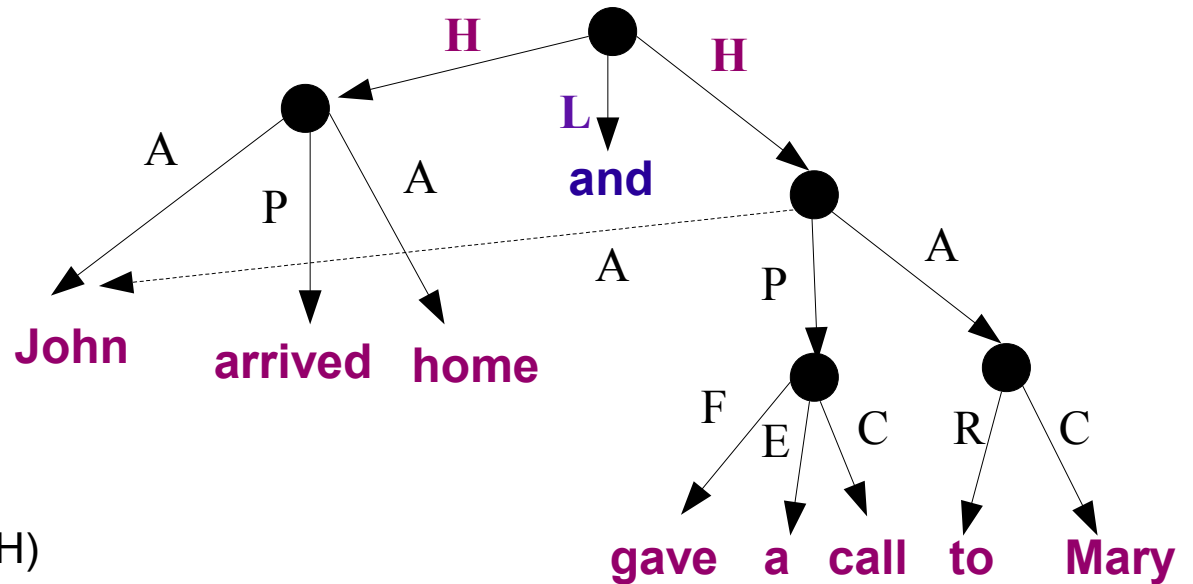 H
H
L
and
A
P
A
A
P
A
John
arrived
home
F
E
C
R
C
gave a call to Mary
H)